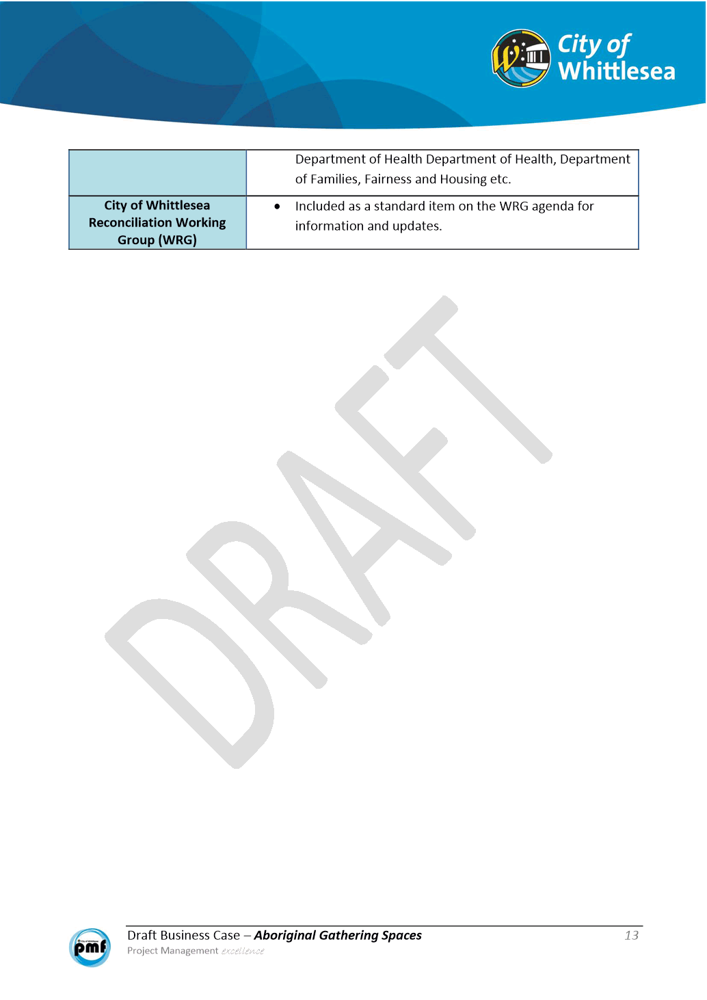 City of
Whittlesea
Department of Health Department of Health, Department
of Families, Fairness and Housing etc.
City of Whittlesea
Reconciliation Working
Group (WRG)
• Included as a standard item on the WRG agenda for
information and updates.
DRAFT
pmf
Draft Business Case – Aboriginal Gathering Spaces 13
Project Management excellence